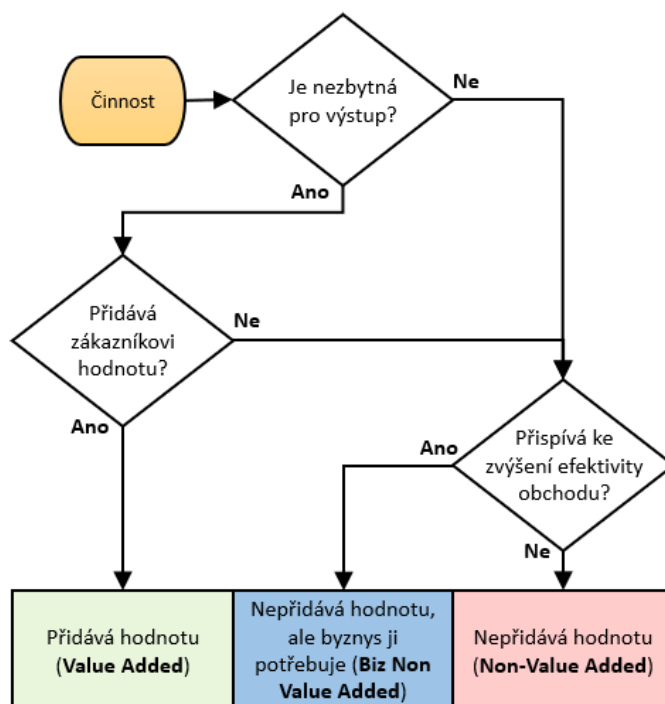 Činnost
Je nezbytná
pro výstup?
Ne
Ano
Přidává
zákazníkovi
hodnotu?
Ne
Ano
Přispívá ke
zvýšení efektivity
obchodu?
Ano
Ne
Přidává hodnotu
(Value Added)
Nepřidává hodnotu,
ale byznys ji
potřebuje (Biz Non
Value Added)
Nepřidává hodnotu
(Non-Value Added)